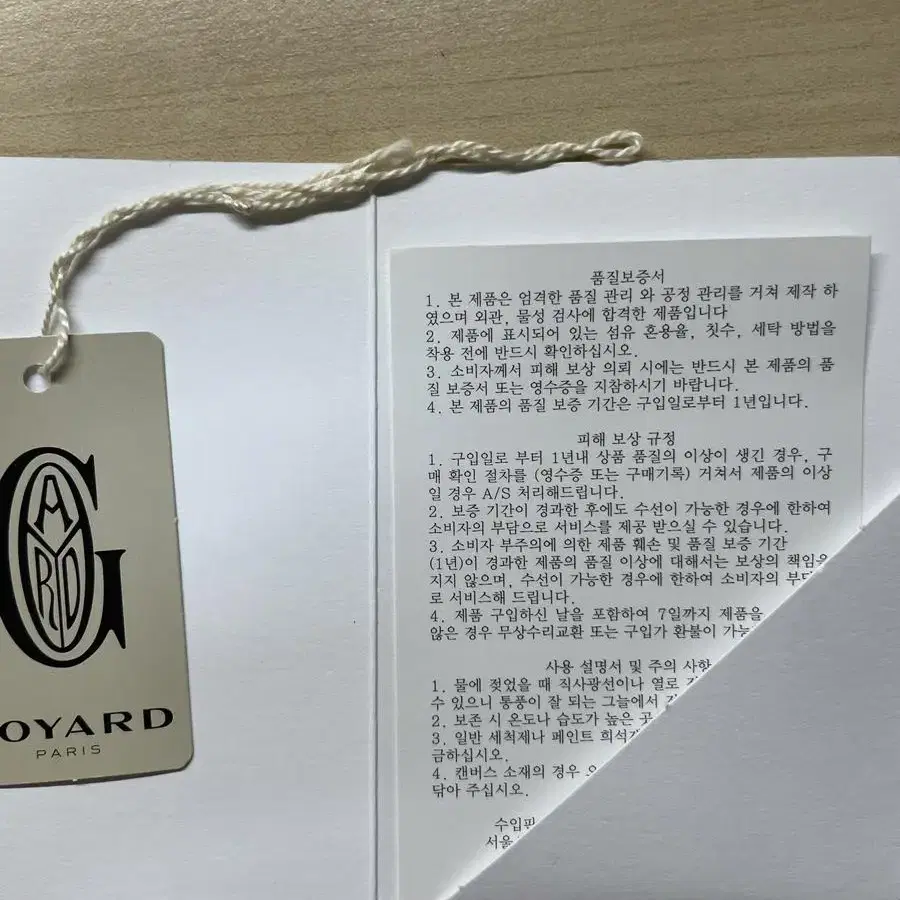 품질보증서
1. 본 제품은 엄격한 품질 관리 와 공정 관리를 거쳐 제작 하
였으며 외관, 물성 검사에 합격한 제품입니다
2. 제품에 표시되어 있는 섬유 혼용율, 칫수, 세탁 방법을
착용 전에 반드시 확인하십시오.
3. 소비자께서 피해 보상 의뢰 시에는 반드시 본 제품의 품
질 보증서 또는 영수증을 지참하시기 바랍니다.
4. 본 제품의 품질 보증 기간은 구입일로부터 1년입니다.
피해 보상 규정
1. 구입일로 부터 1년내 상품 품질의 이상이 생긴 경우, 구
매 확인 절차를 (영수증 또는 구매기록) 거쳐서 제품의 이상
일 경우 A/S 처리해드립니다.
2. 보증 기간이 경과한 후에도 수선이 가능한 경우에 한하여
소비자의 부담으로 서비스를 제공 받으실 수 있습니다.
3. 소비자 부주의에 의한 제품 훼손 및 품질 보증 기간
(1년)이 경과한 제품의 품질 이상에 대해서는 보상의 책임을
지지 않으며, 수선이 가능한 경우에 한하여 소비자의 부담
로 서비스해 드립니다.
4. 제품 구입하신 날을 포함하여 7일까지 제품을
않은 경우 무상수리교환 또는 구입가 환불이 가능
사용 설명서 및 주의 사항
1. 물에 젖었을 때 직사광선이나 열로
수 있으니 통풍이 잘 되는 그늘에서
2. 보존 시 온도나 습도가 높은 곳
3. 일반 세척제나 페인트 희석
금하십시오.
4. 캔버스 소재의 경우
닦아 주십시오.
수입판
서울
G
OYARD
OYARD
PARIS